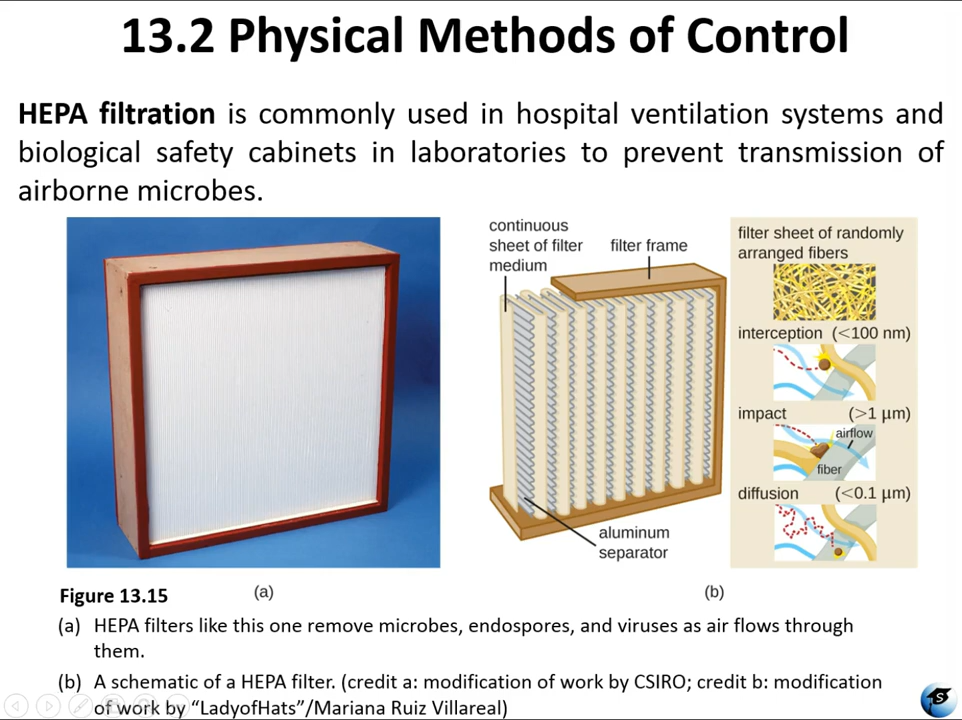 13.2 Physical Methods of Control
HEPA filtration is commonly used in hospital ventilation systems and
biological safety cabinets in laboratories to prevent transmission of
airborne microbes.
continuous
sheet of filter
medium
filter frame
aluminum
separator
filter sheet of randomly
arranged fibers
interception (<100 nm)
impact (>1 μm)
airflow
fiber
diffusion (<0.1 μm)
(a)
(b)
Figure 13.15
(a) HEPA filters like this one remove microbes, endospores, and viruses as air flows through
them.
(b) A schematic of a HEPA filter. (credit a: modification of work by CSIRO; credit b: modification
of work by “LadyofHats”/Mariana Ruiz Villareal)
S